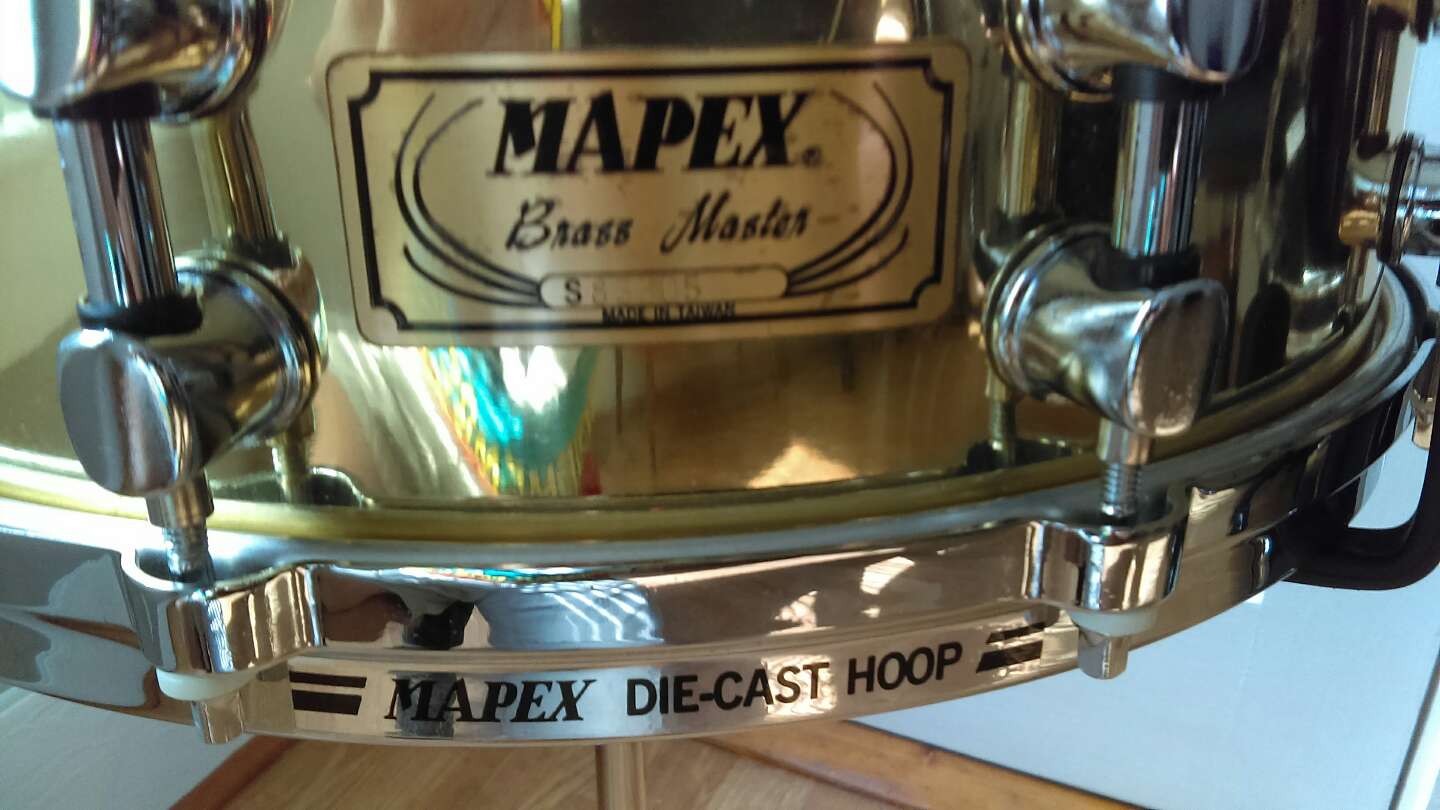 MAPEX®
Brass Master
MADE IN TAIWAN
MAPEX DIE-CAST HOOP